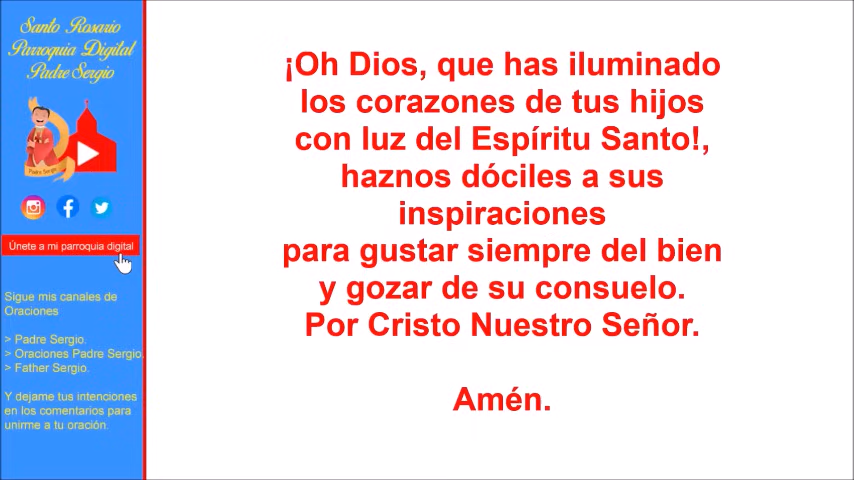 Santo Rosario
Parroquia Digital
Padre Sergio
Padre Sergio
Únete a mi parroquia digital
Sigue mis canales de
Oraciones
> Padre Sergio.
> Oraciones Padre Sergio.
> Father Sergio.
Y dejame tus intenciones
en los comentarios para
unirme a tu oración.
¡Oh Dios, que has iluminado
los corazones de tus hijos
con luz del Espíritu Santo!,
haznos dóciles a sus
inspiraciones
para gustar siempre del bien
y gozar de su consuelo.
Por Cristo Nuestro Señor.
Amén.